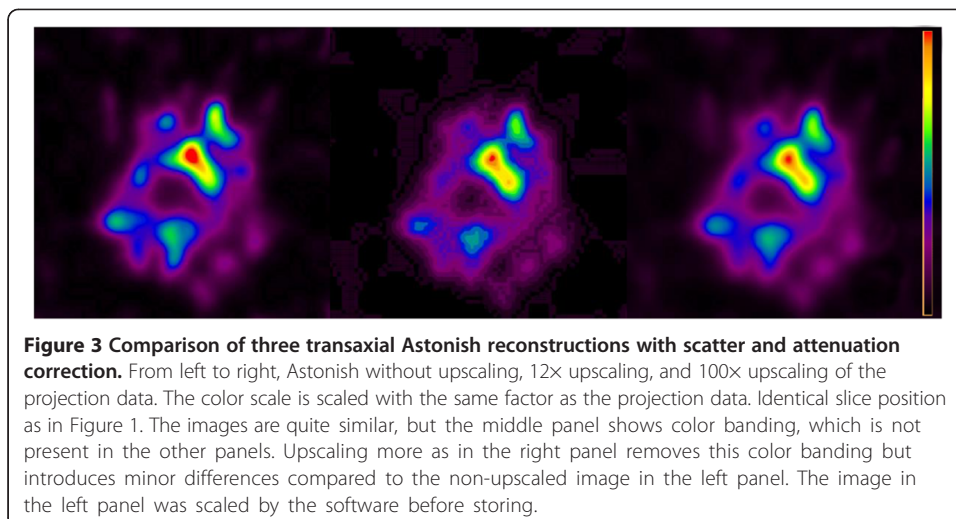 Figure 3 Comparison of three transaxial Astonish reconstructions with scatter and attenuation
correction. From left to right, Astonish without upscaling, 12× upscaling, and 100× upscaling of the
projection data. The color scale is scaled with the same factor as the projection data. Identical slice position
as in Figure 1. The images are quite similar, but the middle panel shows color banding, which is not
present in the other panels. Upscaling more as in the right panel removes this color banding but
introduces minor differences compared to the non-upscaled image in the left panel. The image in
the left panel was scaled by the software before storing.